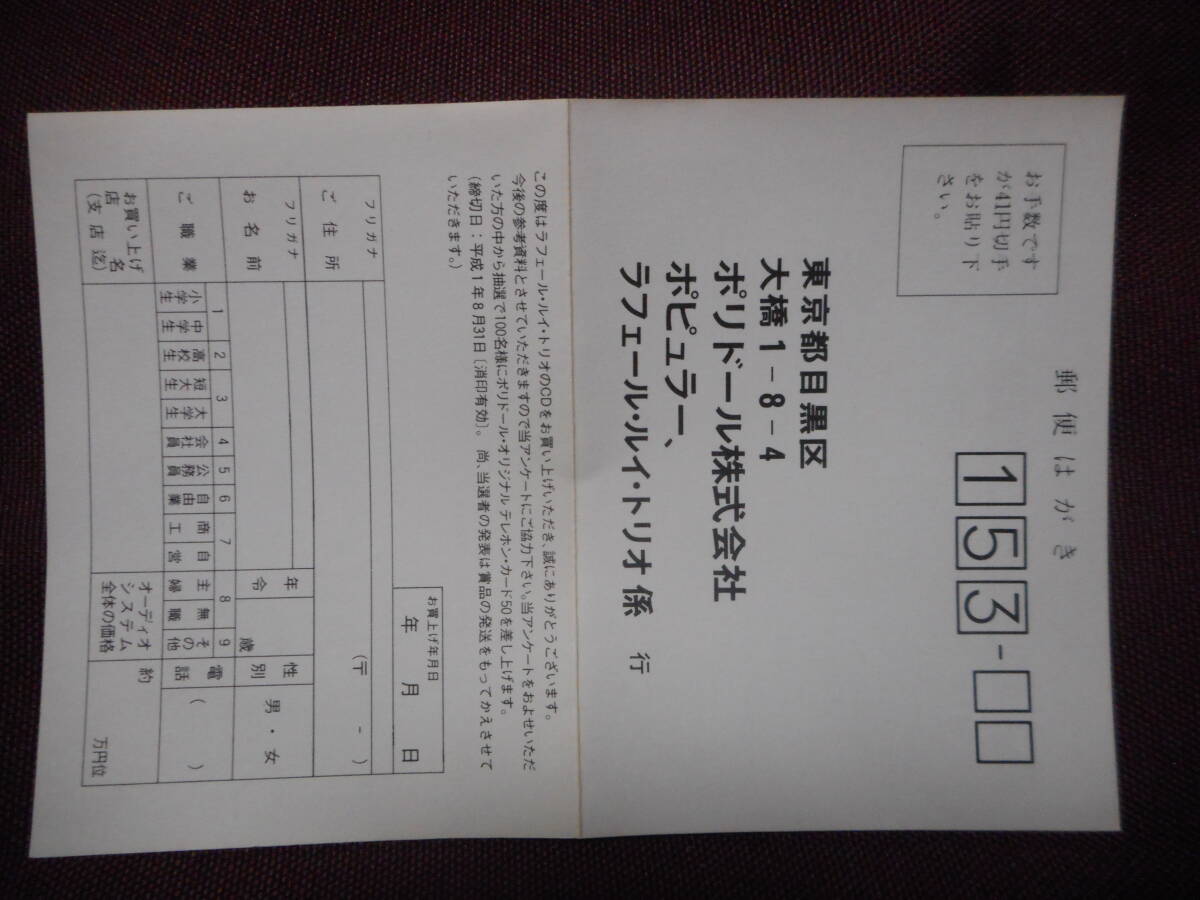 郵便はがき
153-
お手数です
が41円切手
をお貼り下
さい。
東京都目黒区
大橋1-8-4
ポリドール株式会社
ポピュラー、
ラフェール・ルイ・トリオ係 行
この度はラフェール・ルイ・トリオのCDをお買い上げいただき、誠にありがとうございます。
今後の参考資料とさせていただきますので当アンケートにご協力下さい。当アンケートをおよせいただ
いた方の中から抽選で100名様にポリドール・オリジナルテレホン・カード50を差し上げます。
(締切日:平成1年8月31日〔消印有効〕。 尚、当選者の発表は賞品の発送をもってかえさせて
いただきます。)
お買上げ年月日
年 月 日
フリガナ
ご住所
(〒 - )
フリガナ
お名前
年令
歳
性別
男・女
ご職業
1 2 3 4 5 6 7 8 9
小学生 中学生 高校生 短大生 大学生 会社員 公務員 自由業 商工 自営 主婦 無職 その他
電話
( )
お買い上げ
店名
(支店迄)
オーディオ
システム
全体の価格
約 万円位